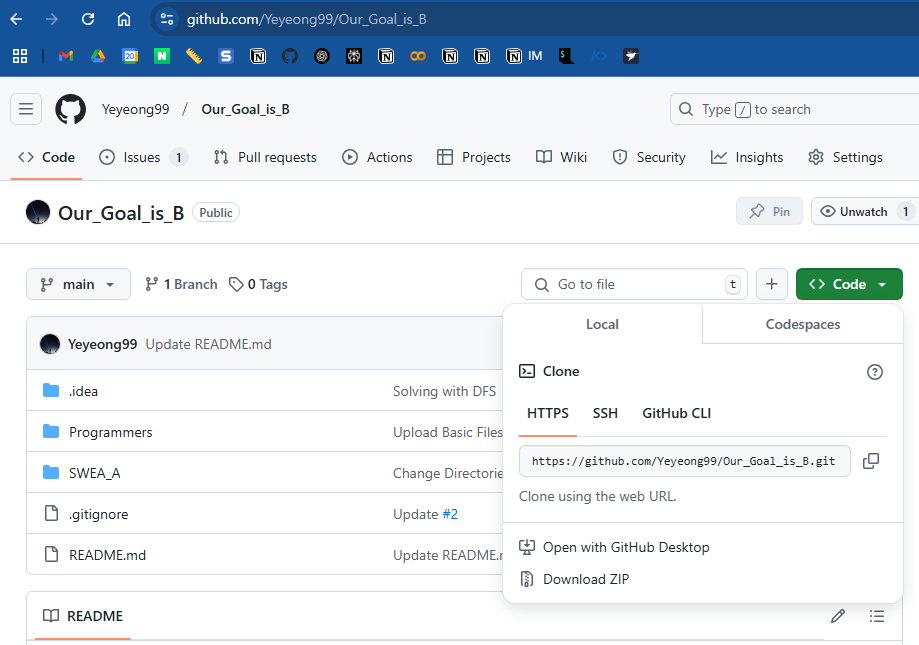 github.com/Yeyeong99/Our_Goal_is_B
20 N S IM
Yeyeong99 / Our_Goal_is_B
Type / to search
Code Issues 1 Pull requests Actions Projects Wiki Security Insights Settings
Our_Goal_is_B Public
Pin Unwatch 1
main 1 Branch 0 Tags
Go to file t
Code
Local Codespaces
Yeyeong99 Update README.md
.idea Solving with DFS
Programmers Upload Basic Files
SWEA_A Change Directorie
.gitignore Update #2
README.md Update README.
Clone
HTTPS SSH GitHub CLI
https://github.com/Yeyeong99/Our_Goal_is_B.git
Clone using the web URL.
Open with GitHub Desktop
Download ZIP
README